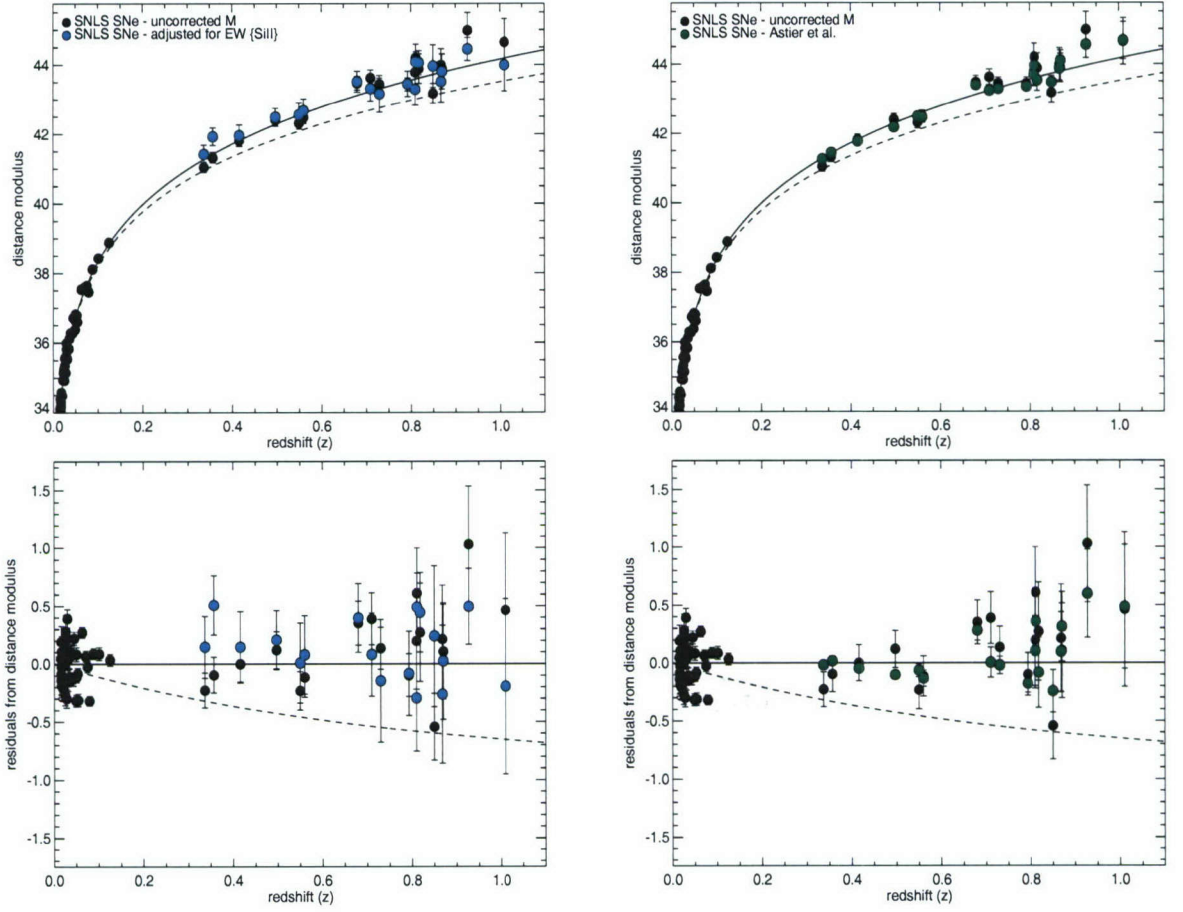 SNLS SNe - uncorrected M
SNLS SNe - adjusted for EW {SiII}
44
42
40
38
36
34
distance modulus
0.0 0.2 0.4 0.6 0.8 1.0
redshift (z)
SNLS SNe - uncorrected M
SNLS SNe - Astier et al.
44
42
40
38
36
34
distance modulus
0.0 0.2 0.4 0.6 0.8 1.0
redshift (z)
1.5
1.0
0.5
0.0
-0.5
-1.0
-1.5
residuals from distance modulus
0.0 0.2 0.4 0.6 0.8 1.0
redshift (z)
1.5
1.0
0.5
0.0
-0.5
-1.0
-1.5
residuals from distance modulus
0.0 0.2 0.4 0.6 0.8 1.0
redshift (z)